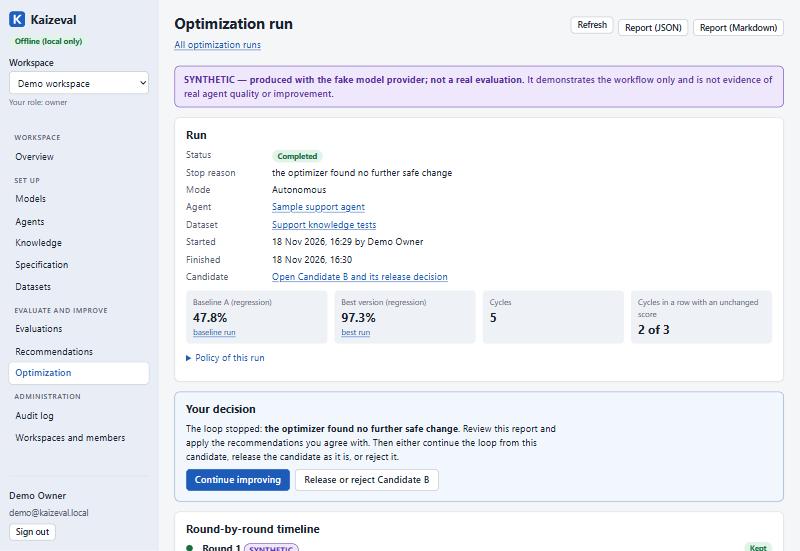 K Kaizeval
Offline (local only)
Workspace
Demo workspace
Your role: owner
WORKSPACE
Overview
SET UP
Models
Agents
Knowledge
Specification
Datasets
EVALUATE AND IMPROVE
Evaluations
Recommendations
Optimization
ADMINISTRATION
Audit log
Workspaces and members
Demo Owner
demo@kaizeval.local
Sign out
Optimization run
All optimization runs
Refresh
Report (JSON)
Report (Markdown)
SYNTHETIC — produced with the fake model provider; not a real evaluation. It demonstrates the workflow only and is not evidence of
real agent quality or improvement.
Run
Status Completed
Stop reason the optimizer found no further safe change
Mode Autonomous
Agent Sample support agent
Dataset Support knowledge tests
Started 18 Nov 2026, 16:29 by Demo Owner
Finished 18 Nov 2026, 16:30
Candidate Open Candidate B and its release decision
Baseline A (regression)
47.8%
baseline run
Best version (regression)
97.3%
best run
Cycles
5
Cycles in a row with an unchanged
score
2 of 3
Policy of this run
Your decision
The loop stopped: the optimizer found no further safe change. Review this report and
apply the recommendations you agree with. Then either continue the loop from this
candidate, release the candidate as it is, or reject it.
Continue improving
Release or reject Candidate B
Round-by-round timeline
Round 1 SYNTHETIC Kept